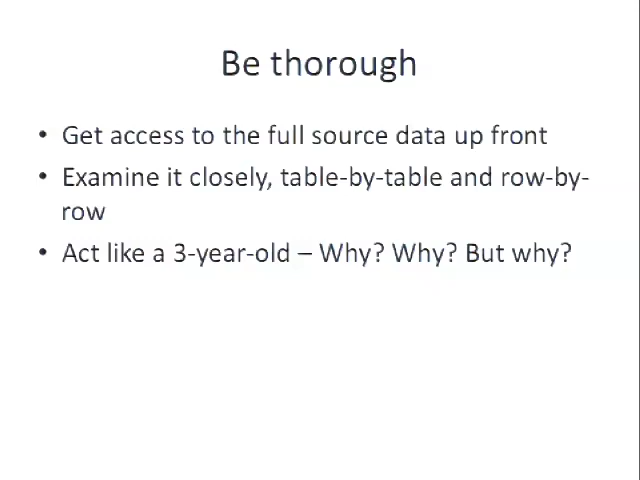 Be thorough
• Get access to the full source data up front
• Examine it closely, table-by-table and row-by-
row
• Act like a 3-year-old – Why? Why? But why?